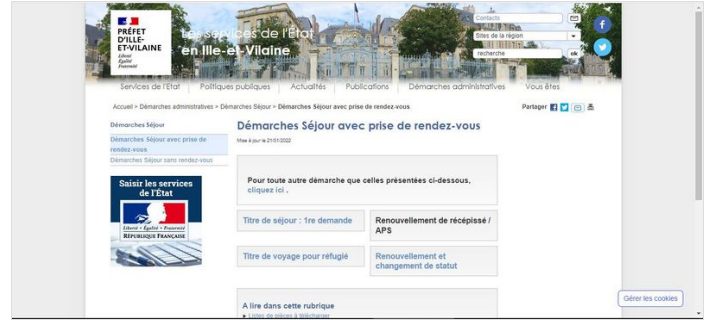 PRÉFET
D'ILLE-
ET-VILAINE
Liberté
Égalité
Fraternité
Les services de l'État
en Ille-et-Vilaine
Contacts
Sites de la région
recherche
ok
Services de l'État
Politiques publiques
Actualités
Publications
Démarches administratives
Vous êtes
Accueil > Démarches administratives > Démarches Séjour > Démarches Séjour avec prise de rendez-vous
Partager
Démarches Séjour
Démarches Séjour avec prise de
rendez-vous
Démarches Séjour sans rendez-vous
Saisir les services
de l'État
Liberté • Égalité • Fraternité
RÉPUBLIQUE FRANÇAISE
Démarches Séjour avec prise de rendez-vous
Mise à jour le 21/01/2022
Pour toute autre démarche que celles présentées ci-dessous,
cliquez ici .
Titre de séjour : 1re demande
Renouvellement de récépissé /
APS
Titre de voyage pour réfugié
Renouvellement et
changement de statut
A lire dans cette rubrique
Listes de pièces à télécharger
Gérer les cookies